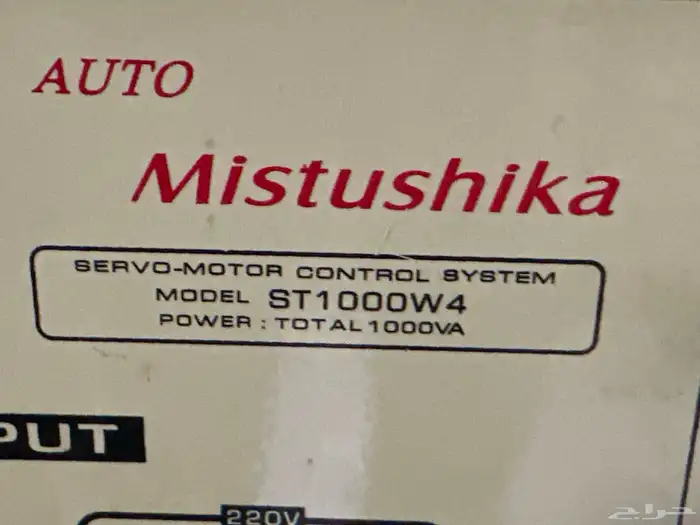 AUTO
Mistushika
SERVO-MOTOR CONTROL SYSTEM
MODEL ST1000W4
POWER : TOTAL 1000VA
PUT
220V
حراج